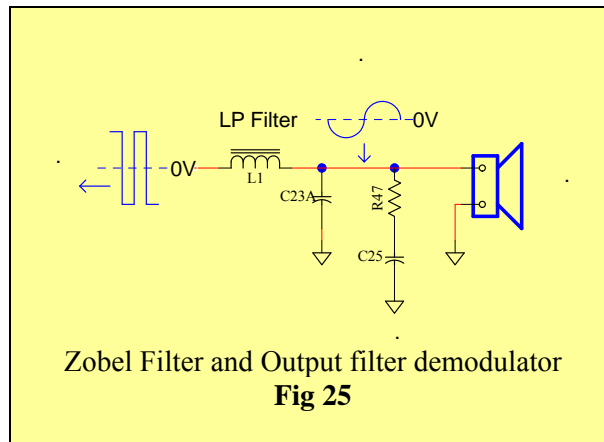 LP Filter
0V
0V
L1
C23A
R47
C25
Zobel Filter and Output filter demodulator
Fig 25